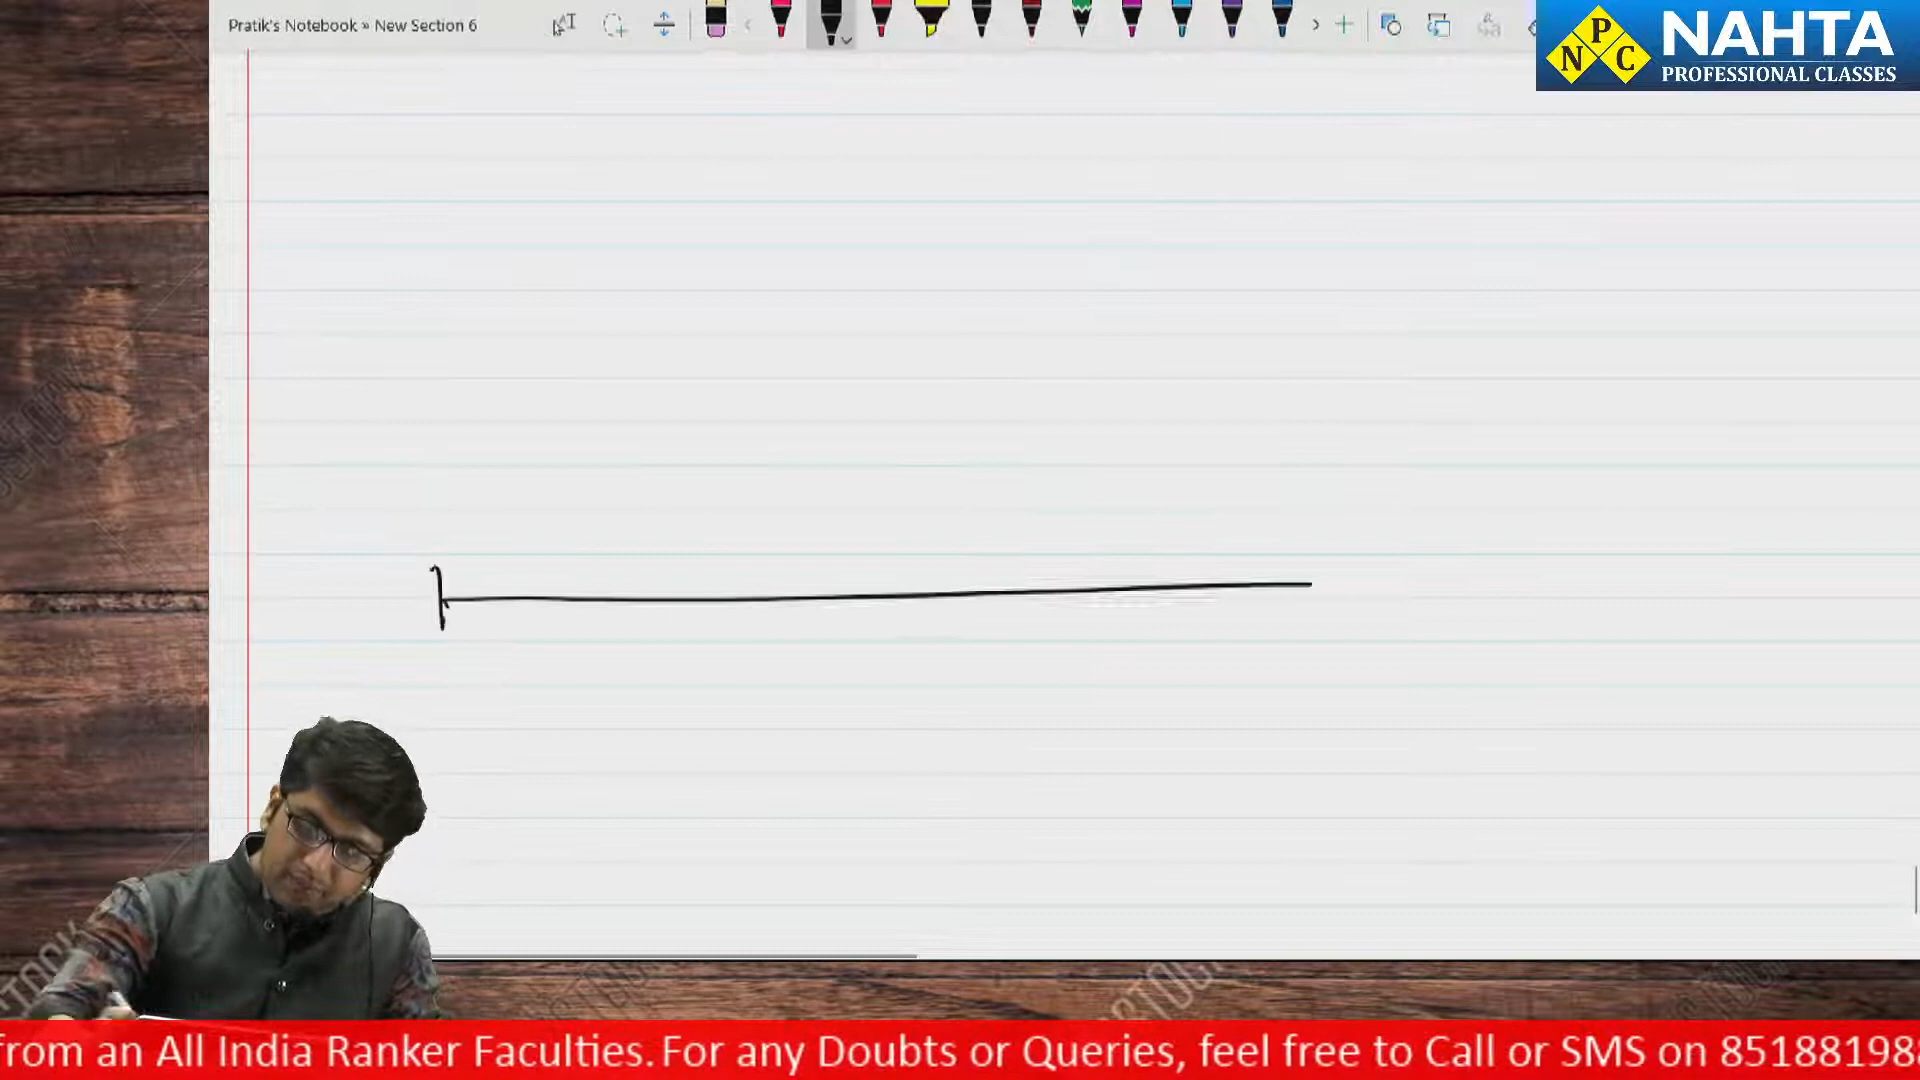 Pratik's Notebook » New Section 6
NPC
NAHTA
PROFESSIONAL CLASSES
from an All India Ranker Faculties. For any Doubts or Queries, feel free to Call or SMS on 85188198